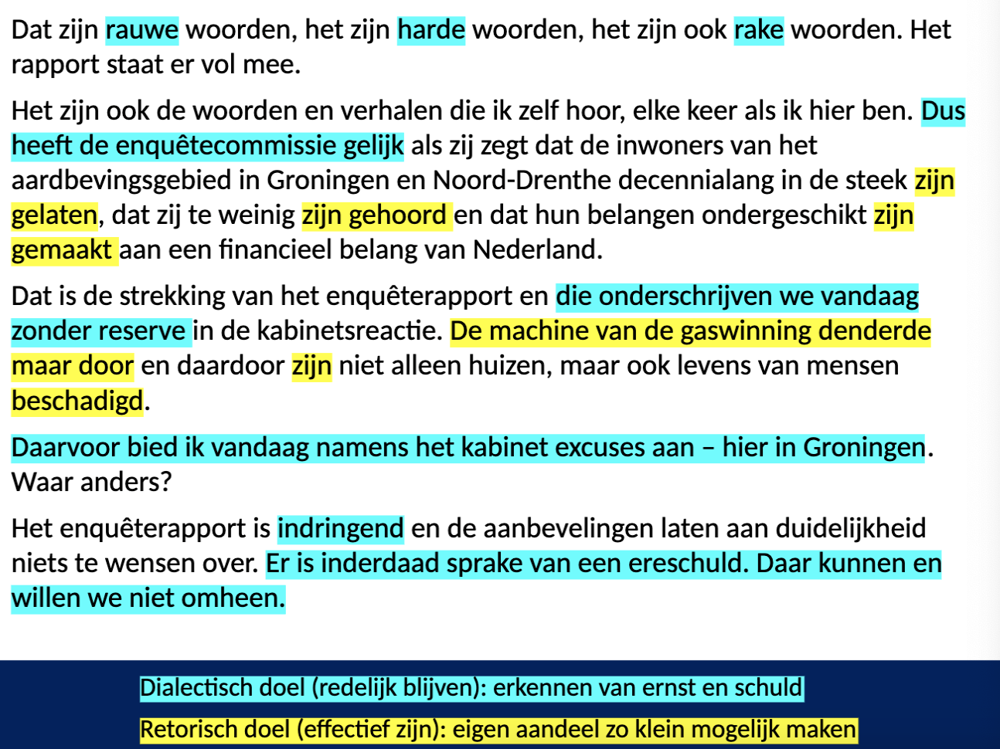 Dat zijn rauwe woorden, het zijn harde woorden, het zijn ook rake woorden. Het
rapport staat er vol mee.
Het zijn ook de woorden en verhalen die ik zelf hoor, elke keer als ik hier ben. Dus
heeft de enquêtecommissie gelijk als zij zegt dat de inwoners van het
aardbevingsgebied in Groningen en Noord-Drenthe decennialang in de steek zijn
gelaten, dat zij te weinig zijn gehoord en dat hun belangen ondergeschikt zijn
gemaakt aan een financieel belang van Nederland.
Dat is de strekking van het enquêterapport en die onderschrijven we vandaag
zonder reserve in de kabinetsreactie. De machine van de gaswinning denderde
maar door en daardoor zijn niet alleen huizen, maar ook levens van mensen
beschadigd.
Daarvoor bied ik vandaag namens het kabinet excuses aan – hier in Groningen.
Waar anders?
Het enquêterapport is indringend en de aanbevelingen laten aan duidelijkheid
niets te wensen over. Er is inderdaad sprake van een ereschuld. Daar kunnen en
willen we niet omheen.
Dialectisch doel (redelijk blijven): erkennen van ernst en schuld
Retorisch doel (effectief zijn): eigen aandeel zo klein mogelijk maken